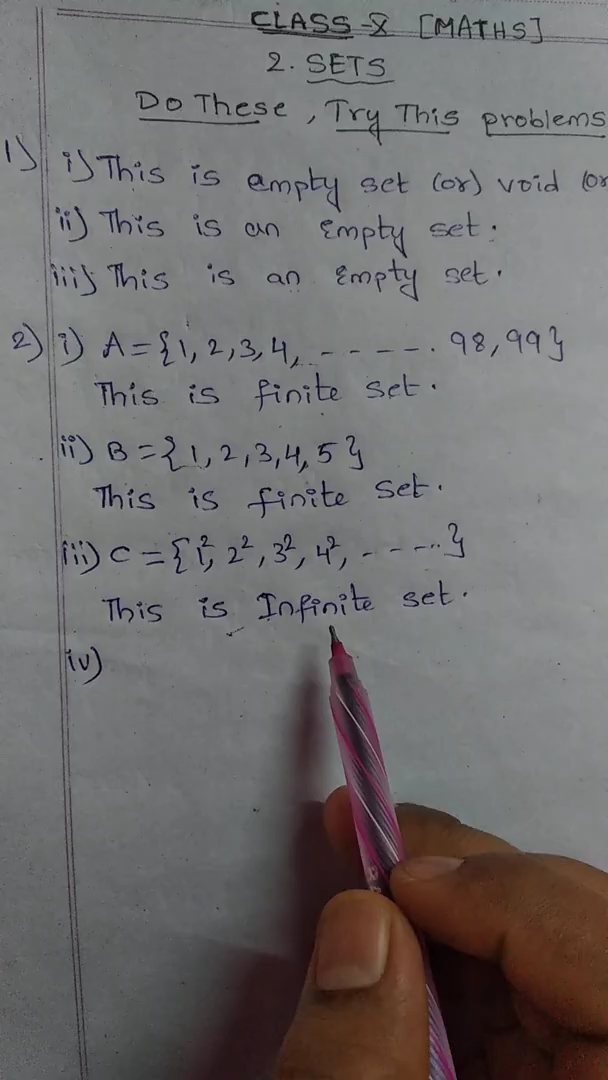 CLASS-X [MATHS]
2. SETS
Do These, Try This problems
1) i) This is empty set (or) void (or
ii) This is an Empty set.
iii) This is an Empty set.
2) i) A = {1, 2, 3, 4, ------. 98, 99}
This is finite set.
ii) B = {1, 2, 3, 4, 5}
This is finite set.
iii) C = {1², 2², 3², 4², -----..}
This is Infinite set.
iv)